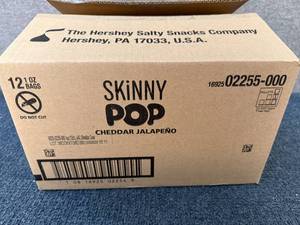 The Hershey Salty Snacks Company
Hershey, PA 17033, U.S.A.
12 1 OZ BAGS
16925 02255-000
DO NOT CUT
SKiNNY
POP
CHEDDAR JALAPEÑO